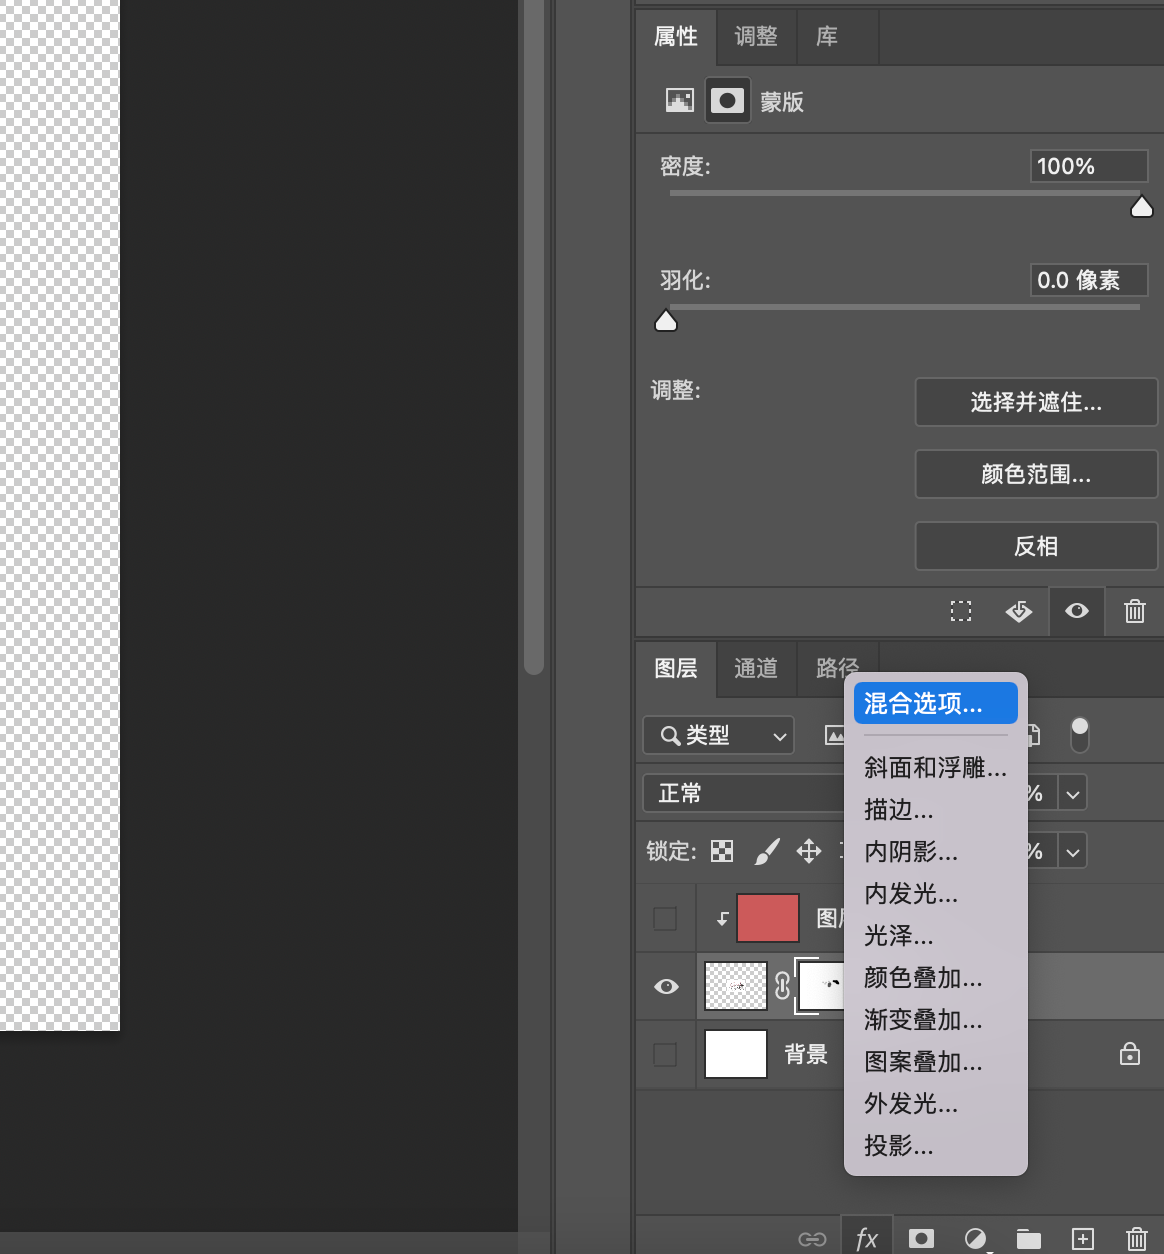 属性 调整 库
蒙版
密度: 100%
羽化: 0.0 像素
调整: 选择并遮住...
颜色范围...
反相
图层 通道 路径
混合选项...
类型
斜面和浮雕...
正常 %
描边...
锁定: %
内阴影...
内发光...
图层
光泽...
颜色叠加...
渐变叠加...
背景
图案叠加...
外发光...
投影...
fx